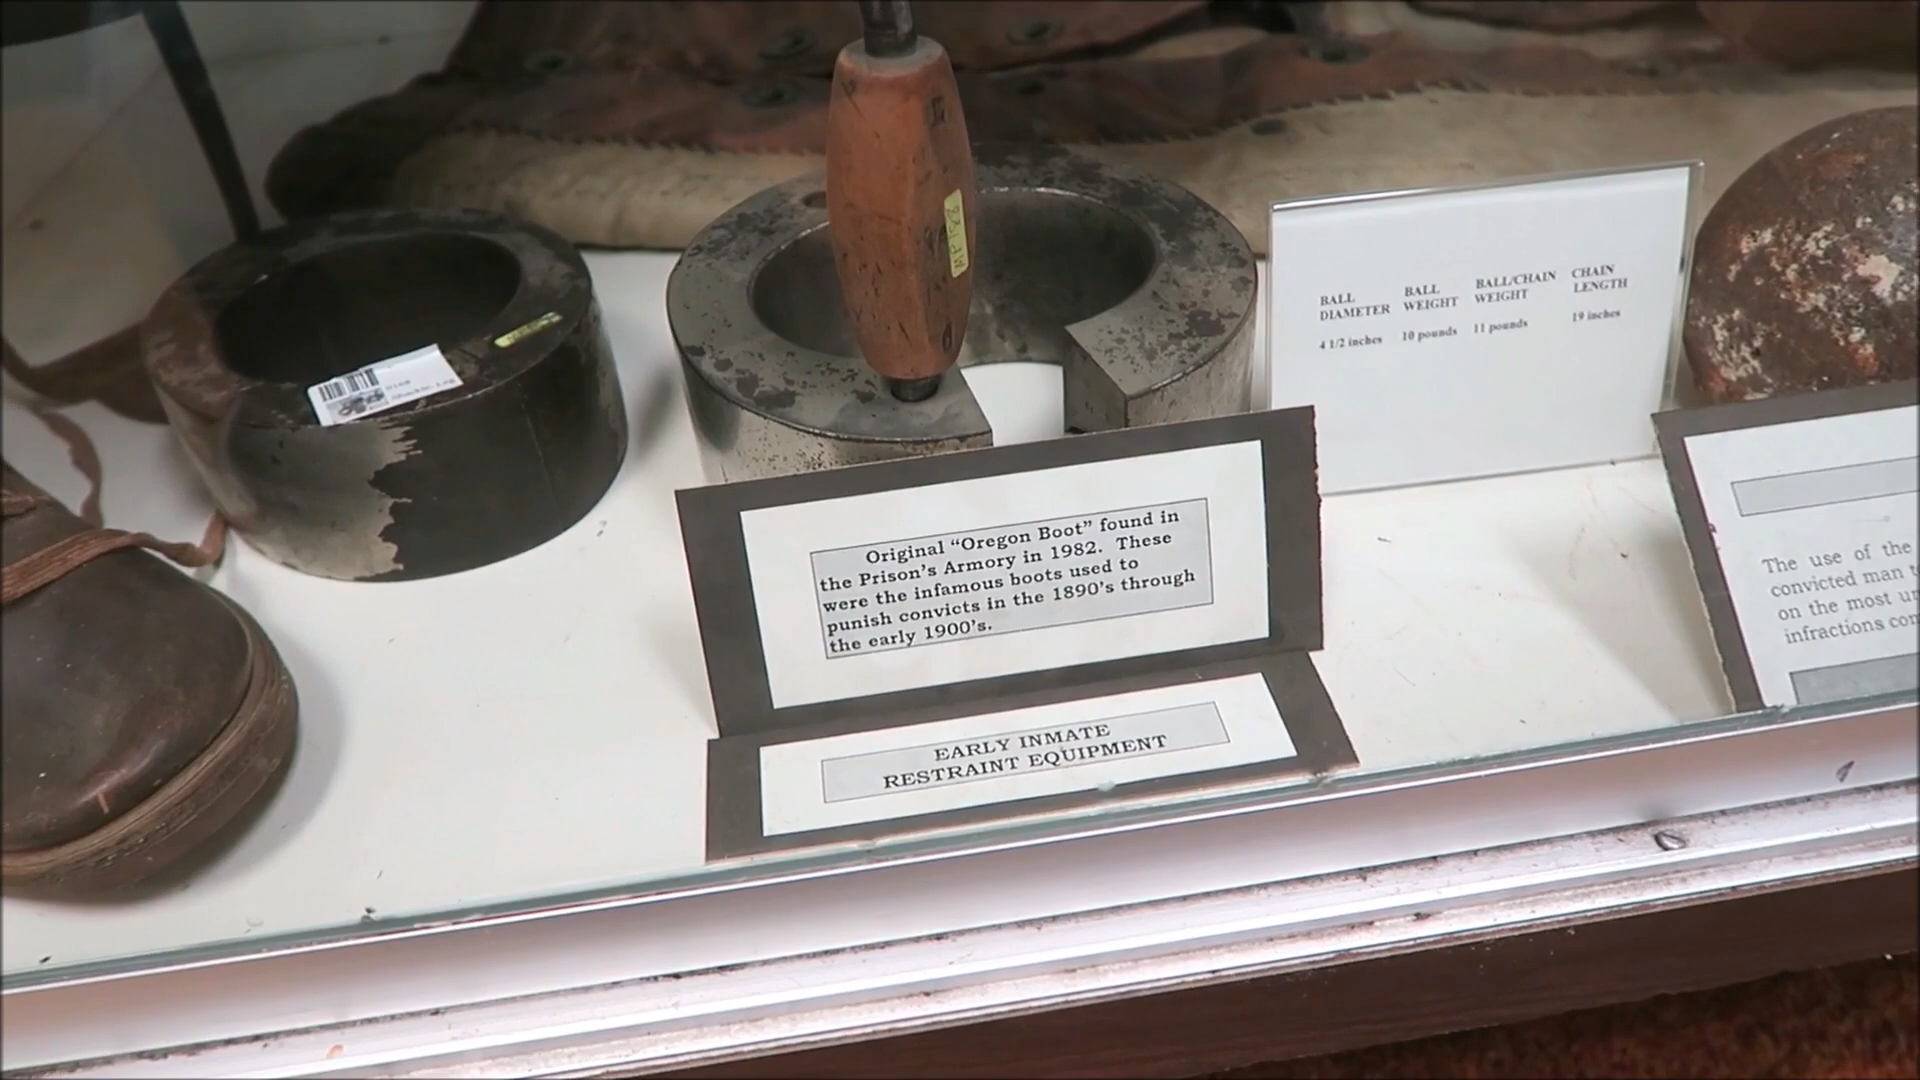 Original “Oregon Boot” found in
the Prison’s Armory in 1982. These
were the infamous boots used to
punish convicts in the 1890’s through
the early 1900’s.
EARLY INMATE
RESTRAINT EQUIPMENT
BALL DIAMETER BALL WEIGHT BALL/CHAIN WEIGHT CHAIN LENGTH
4 1/2 inches 10 pounds 11 pounds 19 inches
The use of the
convicted man
on the most
infractions